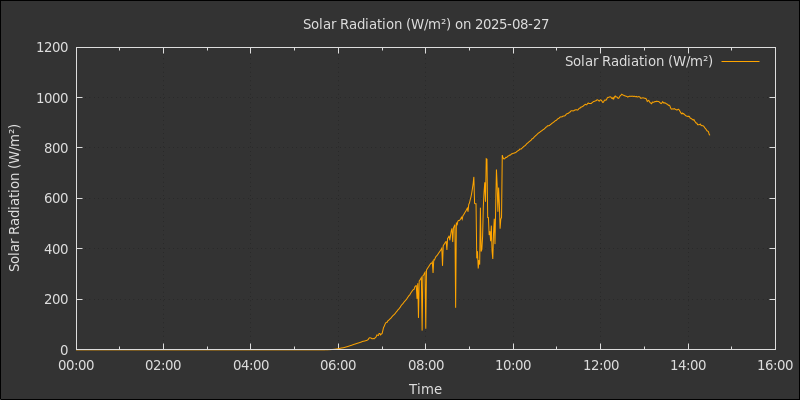 Solar Radiation (W/m²) on 2025-08-27
Solar Radiation (W/m²)
1200
1000
800
600
400
200
0
Solar Radiation (W/m²)
00:00 02:00 04:00 06:00 08:00 10:00 12:00 14:00 16:00
Time